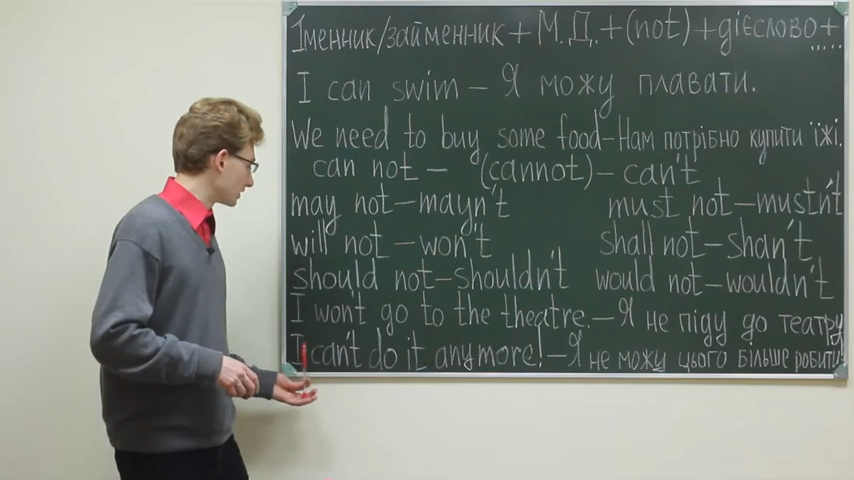 Іменник/займенник + М.Д. + (not) + дієслово + ....
I can swim – Я можу плавати.
We need to buy some food – Нам потрібно купити їжі.
can not – (cannot) – can't
may not – mayn't must not – mustn't
will not – won't shall not – shan't
should not – shouldn't would not – wouldn't
I won't go to the theatre. – Я не піду до театру
I can't do it anymore! – Я не можу цього більше робити!